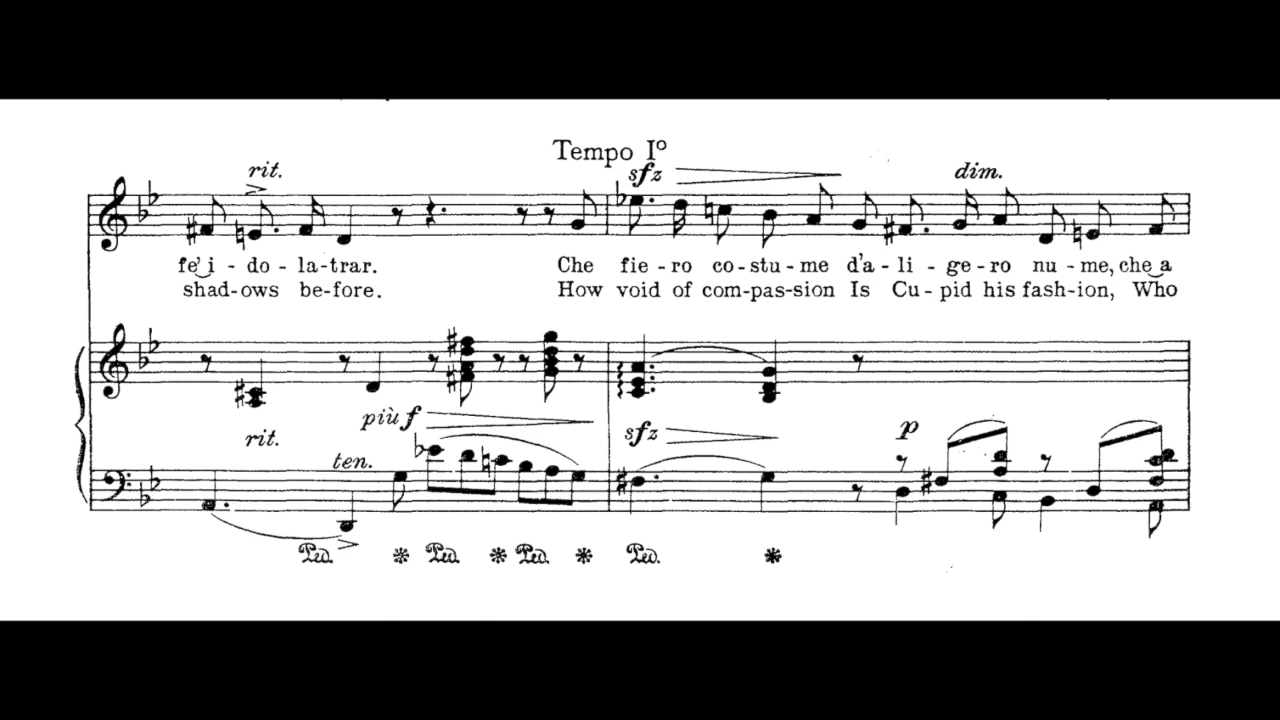 Tempo Iº
rit. sfz dim.
fe' i - do - la-trar. Che fie-ro co-stu-me d'a-li-ge-ro nu-me, che a
shad-ows be-fore. How void of com-pas-sion Is Cu-pid his fash-ion, Who
più f
rit. sfz p
ten.
Ped. * Ped. * Ped. * Ped. *